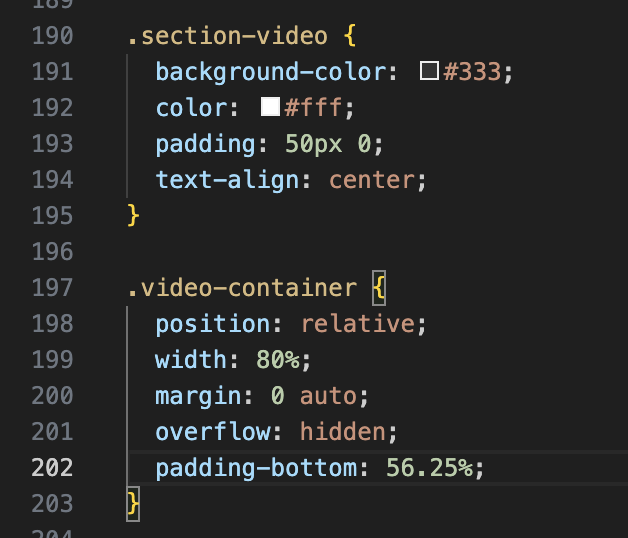 189
190 .section-video {
191 background-color: #333;
192 color: #fff;
193 padding: 50px 0;
194 text-align: center;
195 }
196
197 .video-container {
198 position: relative;
199 width: 80%;
200 margin: 0 auto;
201 overflow: hidden;
202 padding-bottom: 56.25%;
203 }
204